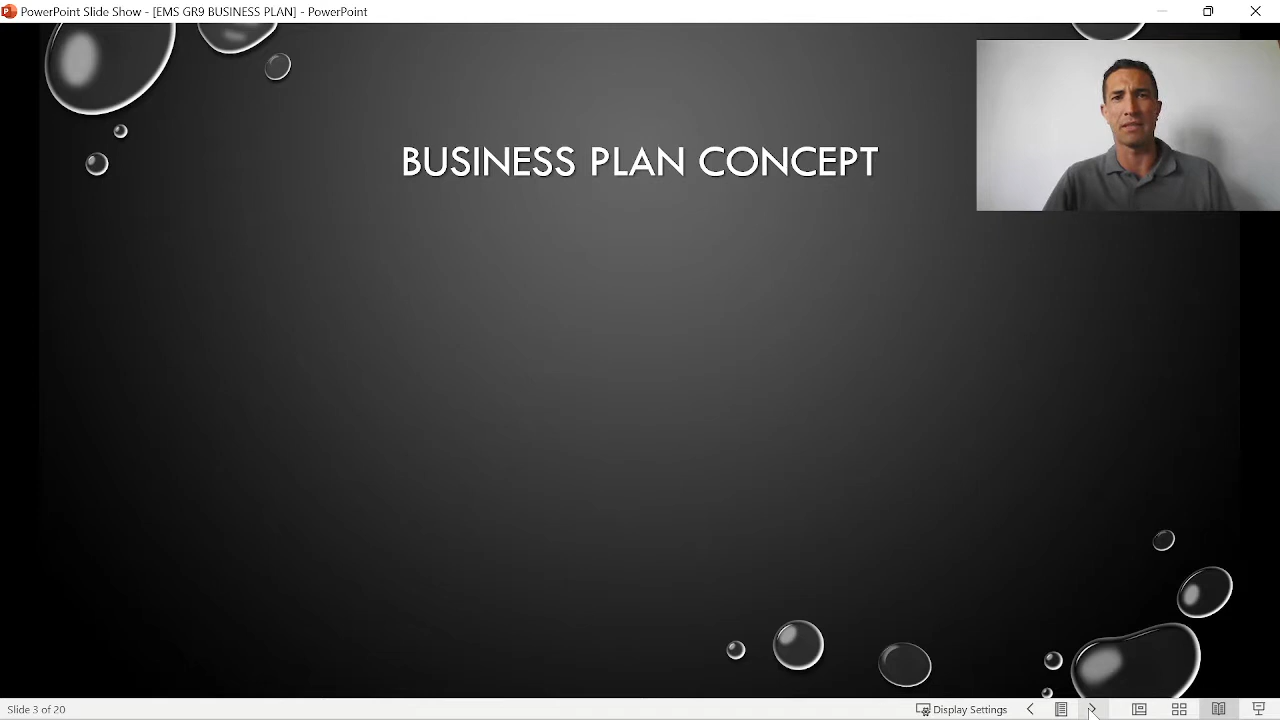 PowerPoint Slide Show - [EMS GR9 BUSINESS PLAN] - PowerPoint
BUSINESS PLAN CONCEPT
Slide 3 of 20
Display Settings